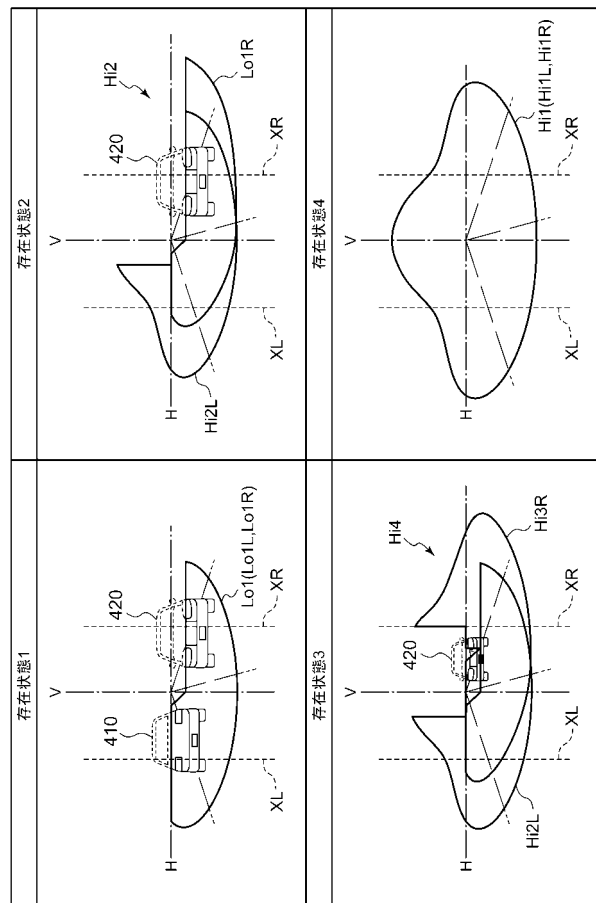 存在状態1
V
410
420
H
Lo1(Lo1L,Lo1R)
XL
XR
存在状態2
V
420
Hi2
H
Lo1R
Hi2L
XL
XR
存在状態3
V
420
Hi4
H
Hi3R
Hi2L
XL
XR
存在状態4
V
H
Hi1(Hi1L,Hi1R)
XL
XR